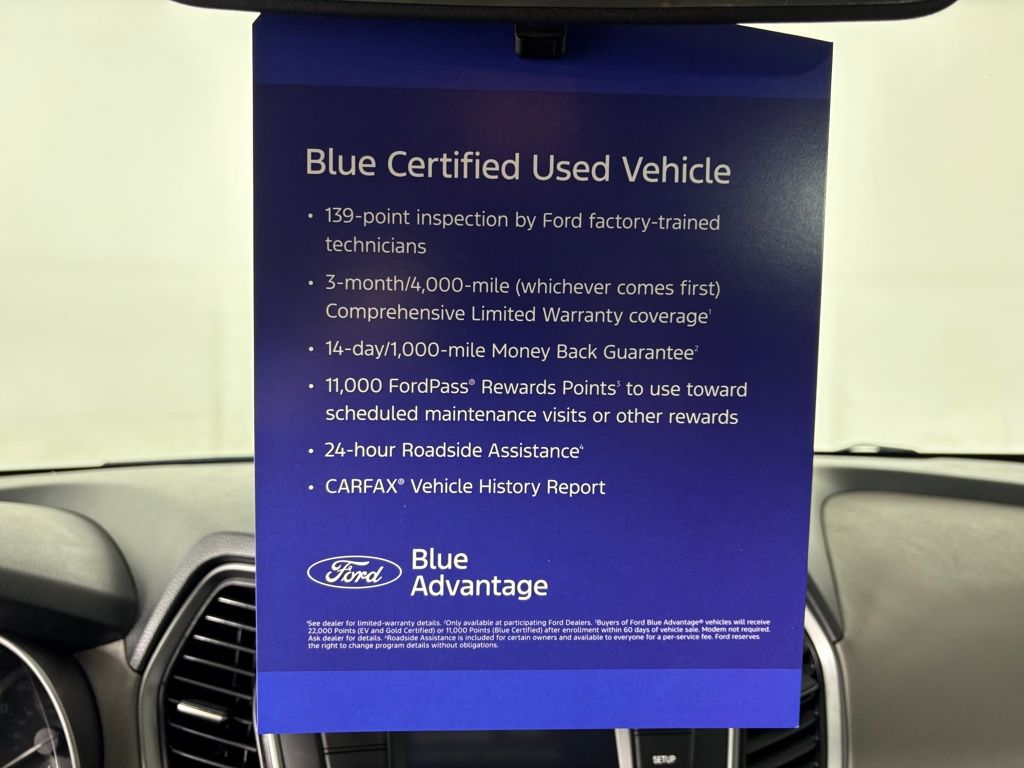 Blue Certified Used Vehicle
• 139-point inspection by Ford factory-trained
technicians
• 3-month/4,000-mile (whichever comes first)
Comprehensive Limited Warranty coverage¹
• 14-day/1,000-mile Money Back Guarantee²
• 11,000 FordPass® Rewards Points³ to use toward
scheduled maintenance visits or other rewards
• 24-hour Roadside Assistance⁴
• CARFAX® Vehicle History Report
Ford
Blue
Advantage
¹See dealer for limited-warranty details. ²Only available at participating Ford Dealers. ³Buyers of Ford Blue Advantage® vehicles will receive
22,000 Points (EV and Gold Certified) or 11,000 Points (Blue Certified) after enrollment within 60 days of vehicle sale. Modem not required.
Ask dealer for details. ⁴Roadside Assistance is included for certain owners and available to everyone for a per-service fee. Ford reserves
the right to change program details without obligations.
SETUP